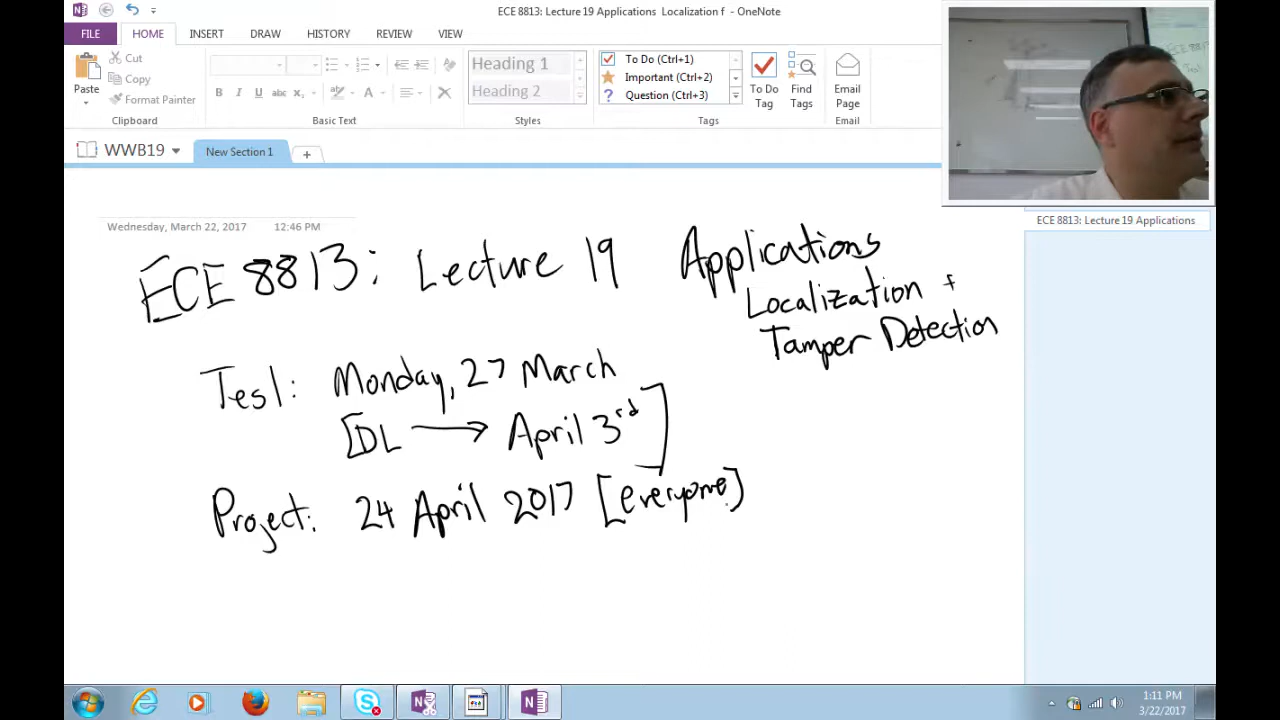 ECE 8813: Lecture 19 Applications Localization f - OneNote
FILE HOME INSERT DRAW HISTORY REVIEW VIEW
Paste
Cut
Copy
Format Painter
Clipboard
B I U abc X₂ A
Basic Text
Heading 1
Heading 2
Styles
To Do (Ctrl+1)
Important (Ctrl+2)
Question (Ctrl+3)
To Do Tag
Find Tags
Tags
Email Page
Email
WWB19
New Section 1
ECE 8813: Lecture 19 Applications
Wednesday, March 22, 2017 12:46 PM
ECE 8813: Lecture 19 Applications
Localization +
Tamper Detection
Test: Monday, 27 March
[DL → April 3rd]
Project: 24 April 2017 [everyone]
1:11 PM
3/22/2017